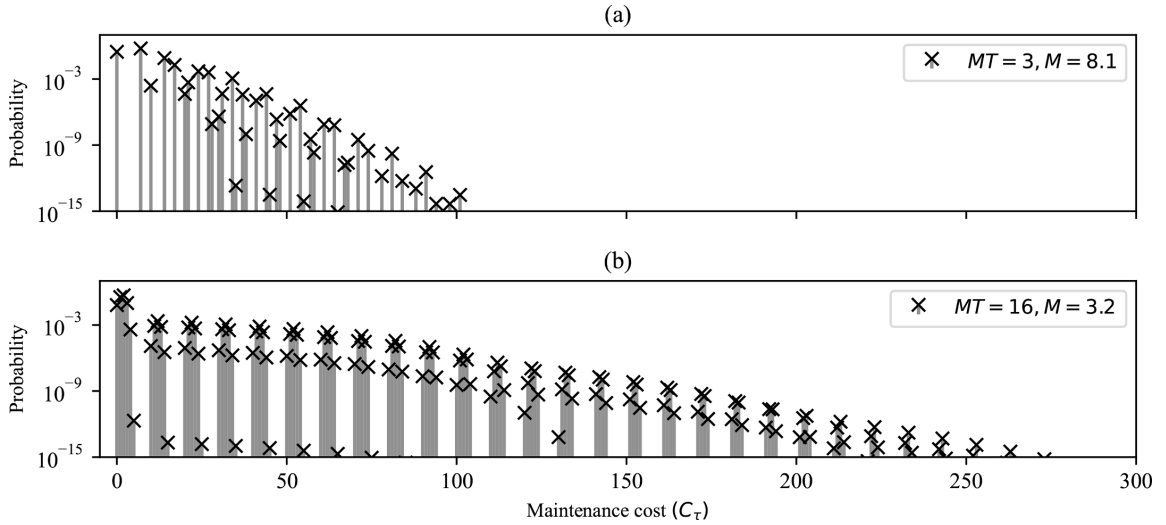 (a)
Probability
10⁻³
10⁻⁹
10⁻¹⁵
MT = 3, M = 8.1
(b)
Probability
10⁻³
10⁻⁹
10⁻¹⁵
MT = 16, M = 3.2
0 50 100 150 200 250 300
Maintenance cost (C_τ)